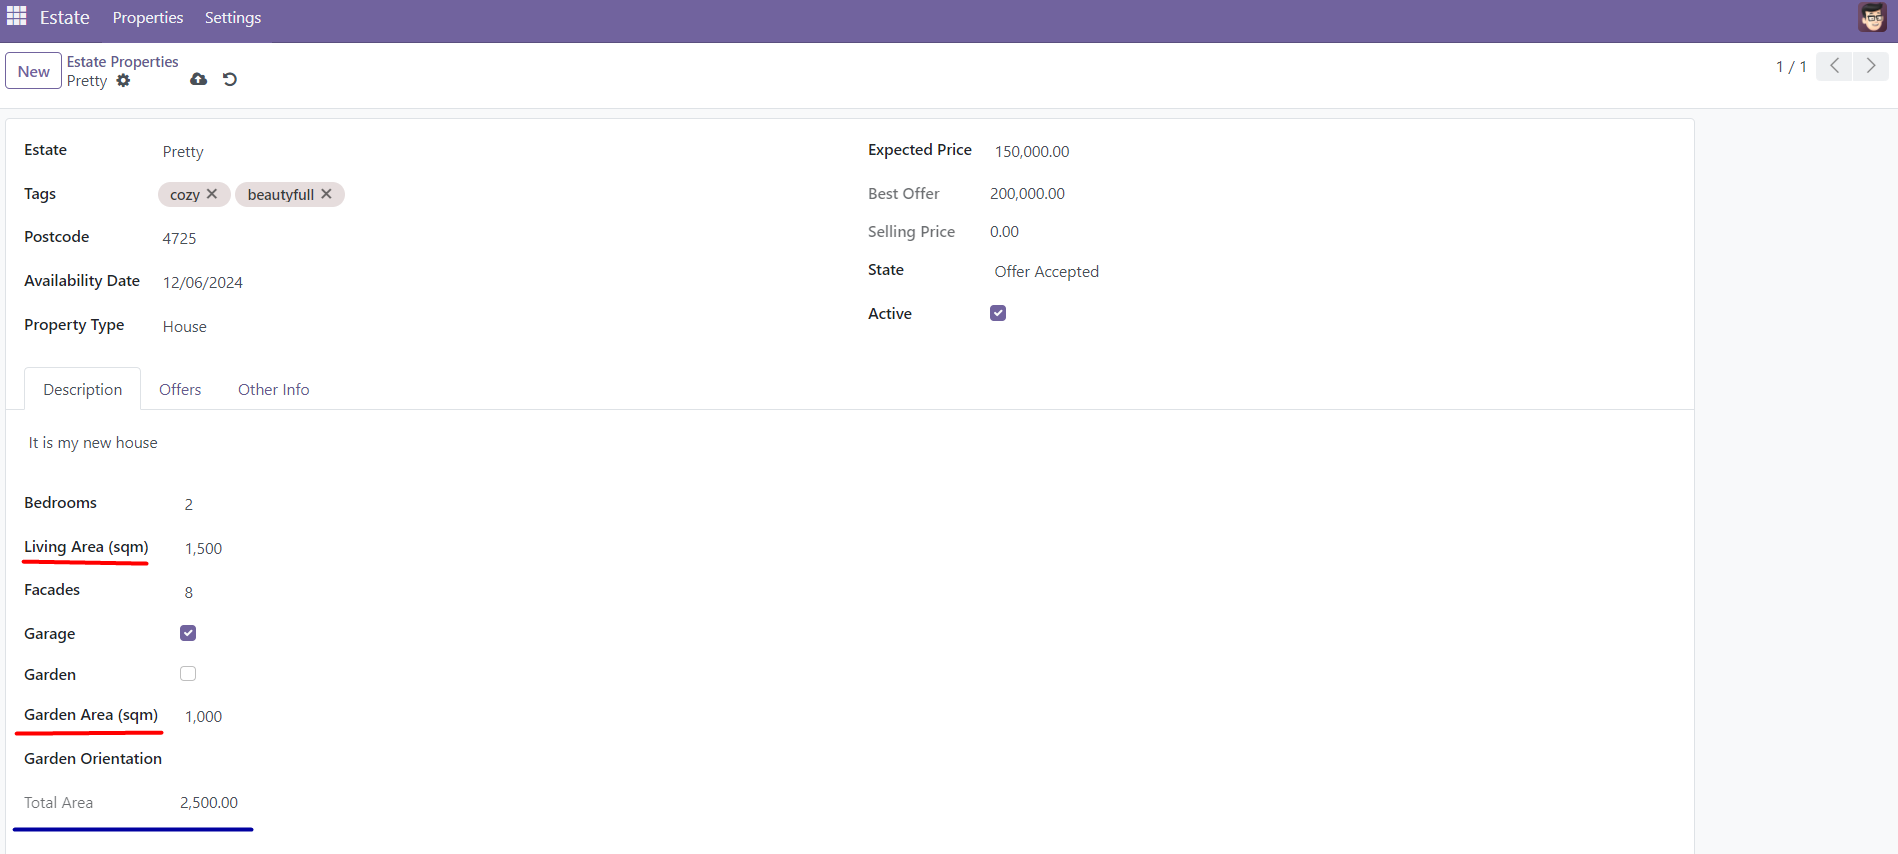 Estate Properties Settings
New Estate Properties
Pretty
1 / 1
Estate Pretty
Tags cozy beautyfull
Postcode 4725
Availability Date 12/06/2024
Property Type House
Expected Price 150,000.00
Best Offer 200,000.00
Selling Price 0.00
State Offer Accepted
Active
Description Offers Other Info
It is my new house
Bedrooms 2
Living Area (sqm) 1,500
Facades 8
Garage
Garden
Garden Area (sqm) 1,000
Garden Orientation
Total Area 2,500.00